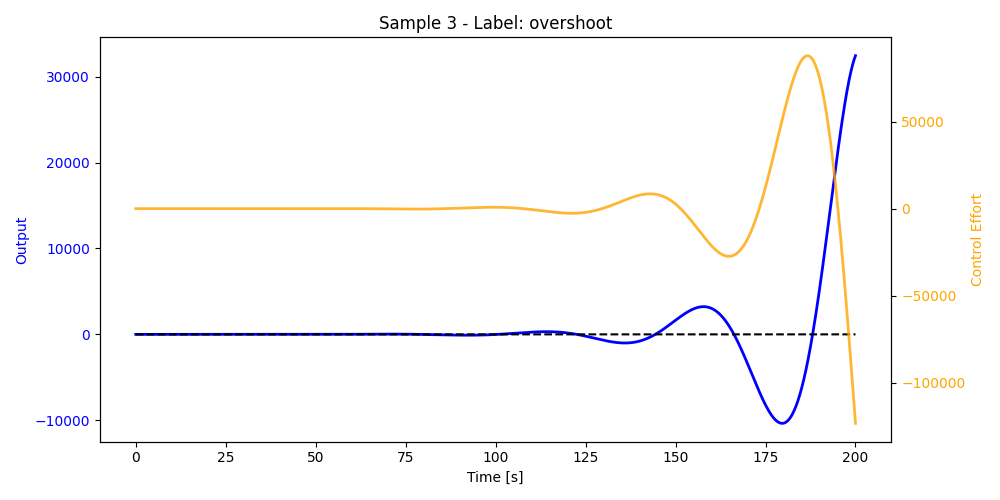 Sample 3 - Label: overshoot
30000
20000
10000
0
−10000
Output
50000
0
−50000
−100000
Control Effort
0 25 50 75 100 125 150 175 200
Time [s]